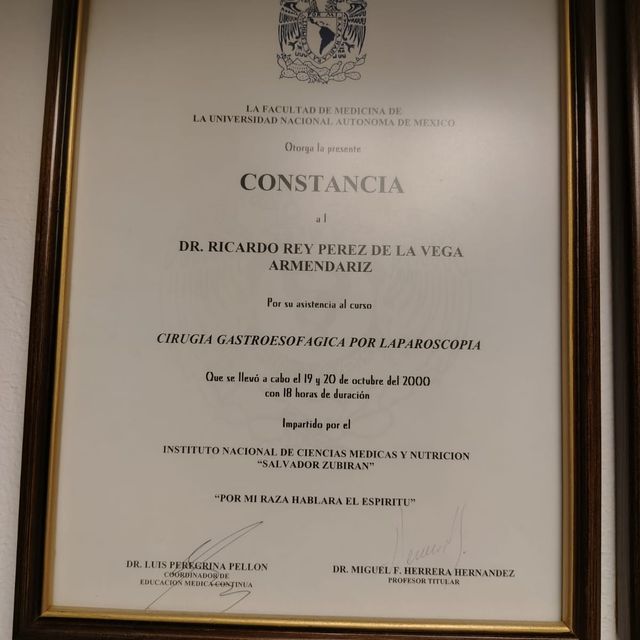 LA FACULTAD DE MEDICINA DE
LA UNIVERSIDAD NACIONAL AUTONOMA DE MEXICO
Otorga la presente
CONSTANCIA
al
DR. RICARDO REY PEREZ DE LA VEGA
ARMENDARIZ
Por su asistencia al curso
CIRUGIA GASTROESOFAGICA POR LAPAROSCOPIA
Que se llevó a cabo el 19 y 20 de octubre del 2000
con 18 horas de duración
Impartido por el
INSTITUTO NACIONAL DE CIENCIAS MEDICAS Y NUTRICION
“SALVADOR ZUBIRAN”
“POR MI RAZA HABLARA EL ESPIRITU”
DR. LUIS PEREGRINA PELLON
COORDINADOR DE
EDUCACION MEDICA CONTINUA
DR. MIGUEL F. HERRERA HERNANDEZ
PROFESOR TITULAR